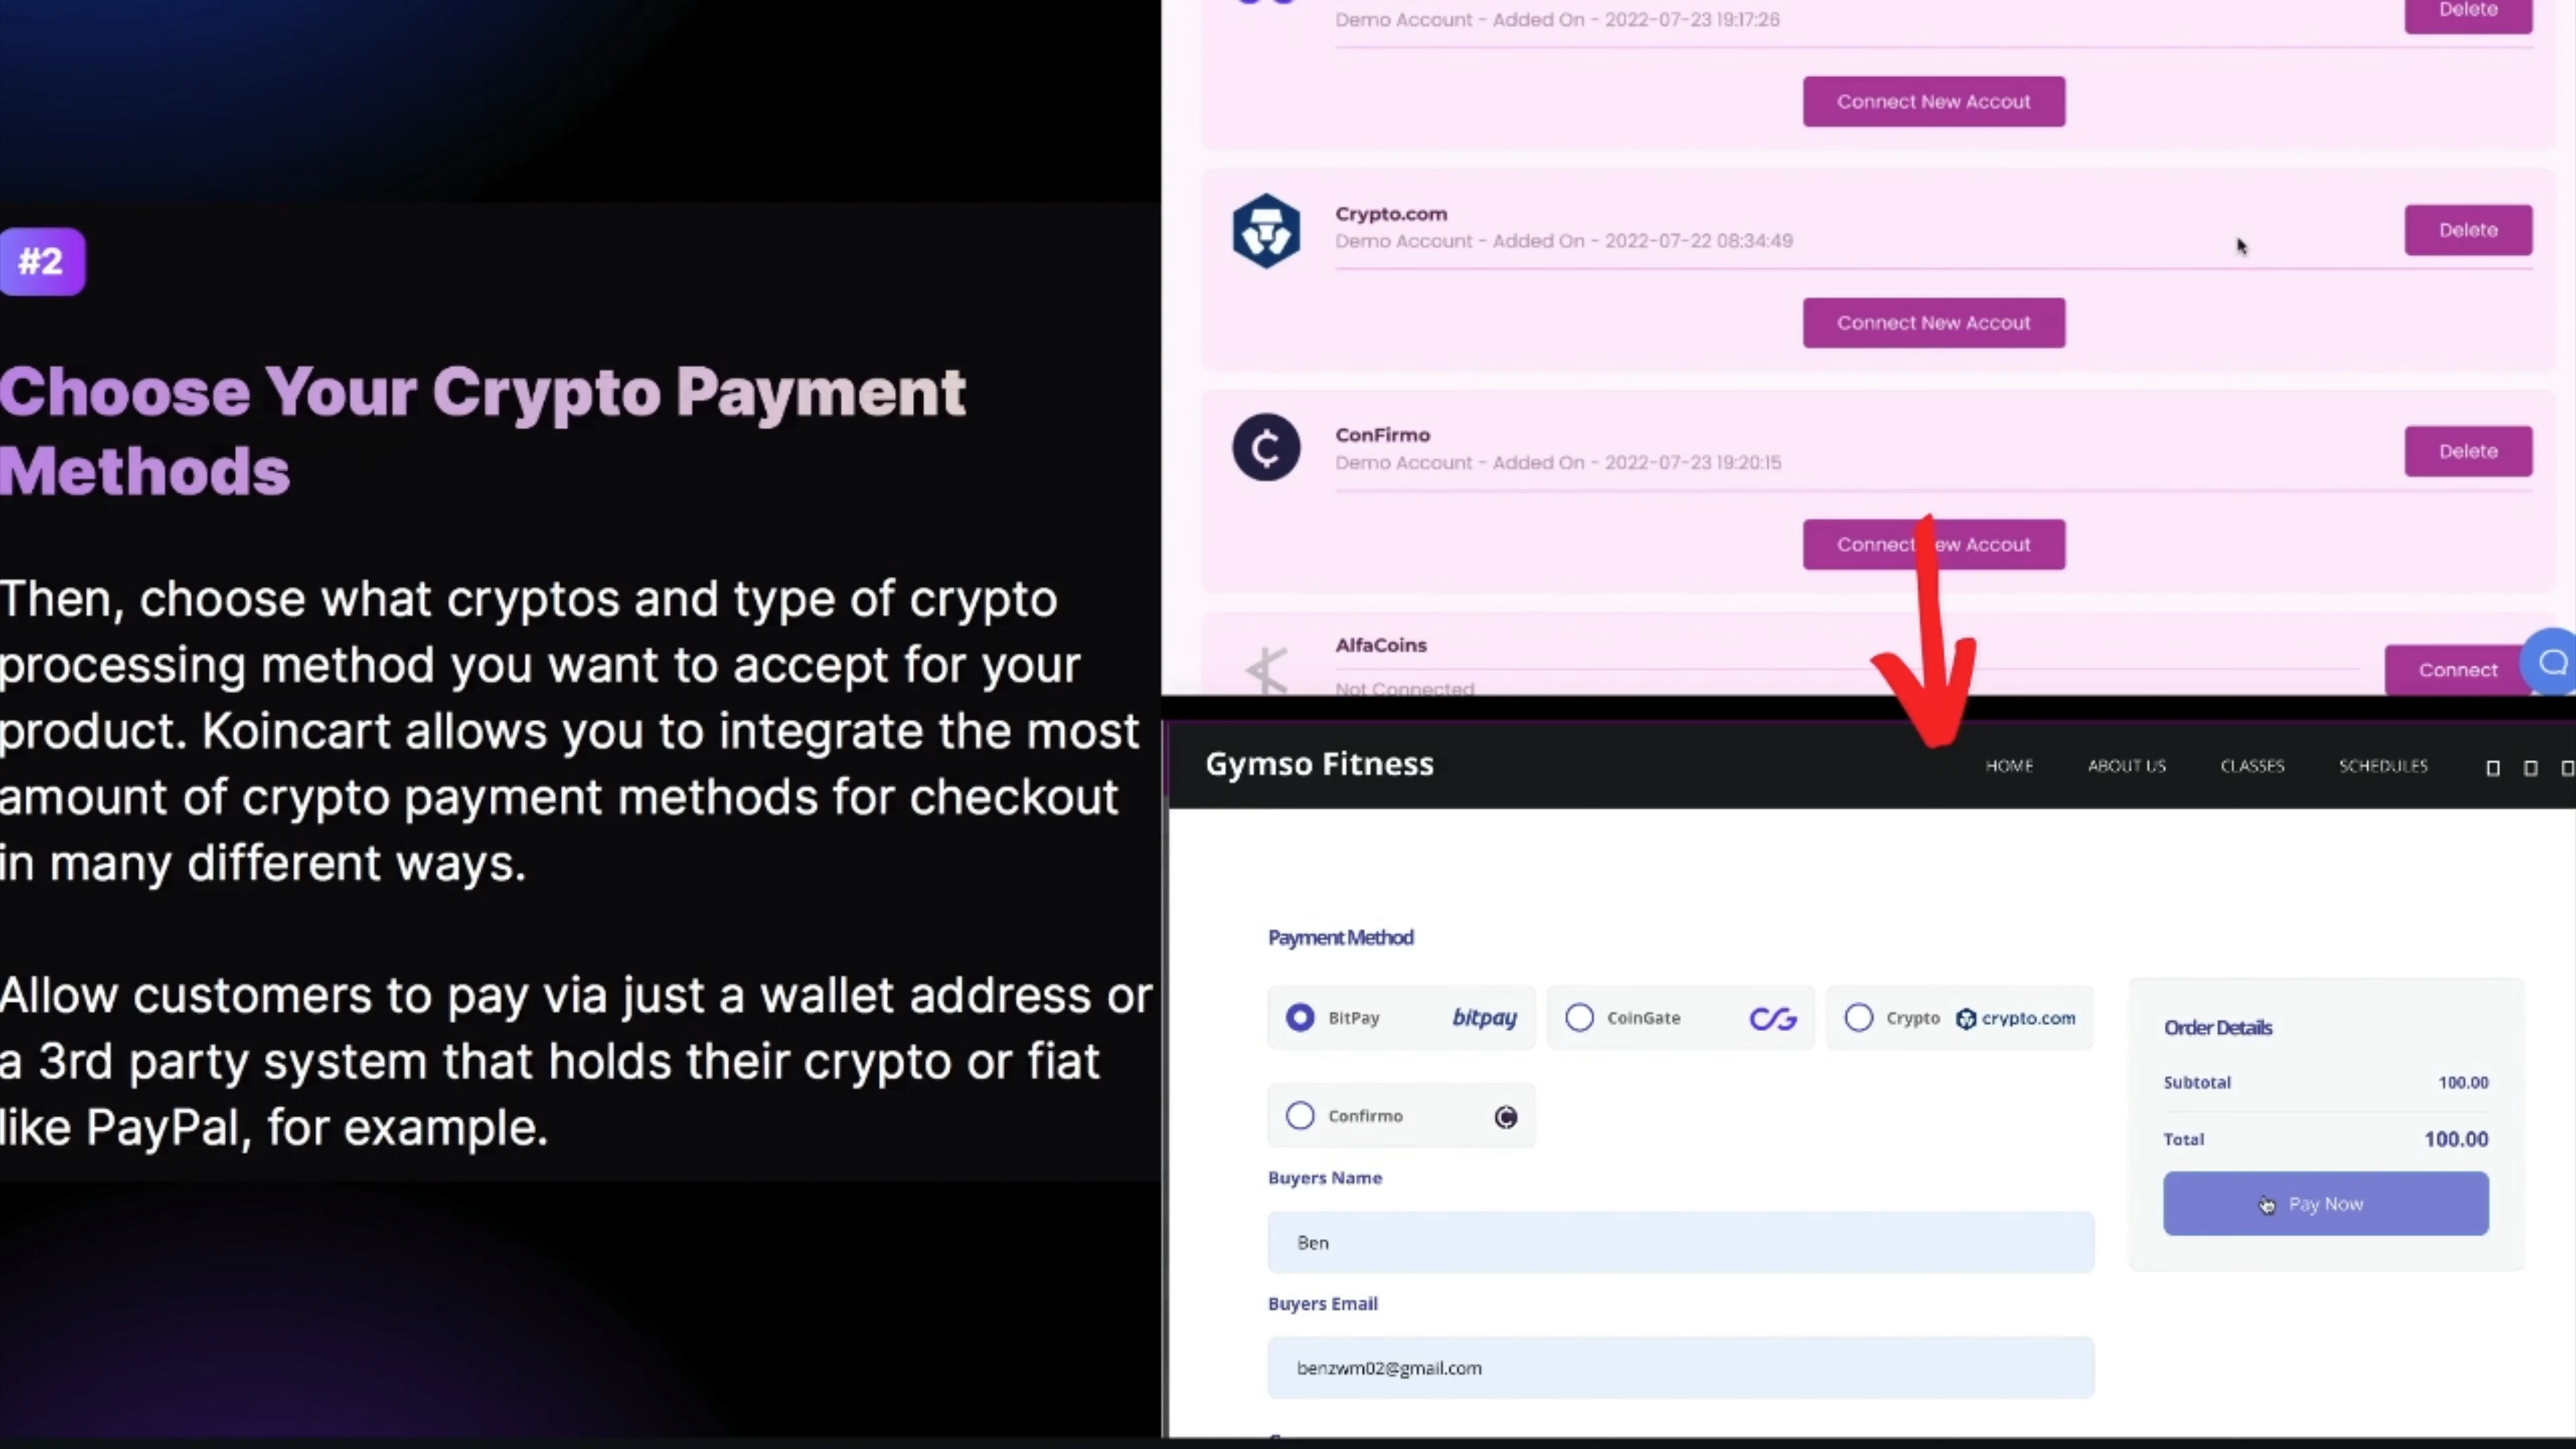 #2
Choose Your Crypto Payment
Methods
Then, choose what cryptos and type of crypto
processing method you want to accept for your
product. Koincart allows you to integrate the most
amount of crypto payment methods for checkout
in many different ways.
Allow customers to pay via just a wallet address or
a 3rd party system that holds their crypto or fiat
like PayPal, for example.
Demo Account - Added On - 2022-07-23 19:17:26
Delete
Connect New Accout
Crypto.com
Demo Account - Added On - 2022-07-22 08:34:49
Delete
Connect New Accout
ConFirmo
Demo Account - Added On - 2022-07-23 19:20:15
Delete
Connect New Accout
AlfaCoins
Not Connected
Connect
Gymso Fitness
HOME ABOUT US CLASSES SCHEDULES
Payment Method
BitPay bitpay
CoinGate CG
Crypto crypto.com
Confirmo
Buyers Name
Ben
Buyers Email
benzwm02@gmail.com
Order Details
Subtotal 100.00
Total 100.00
Pay Now